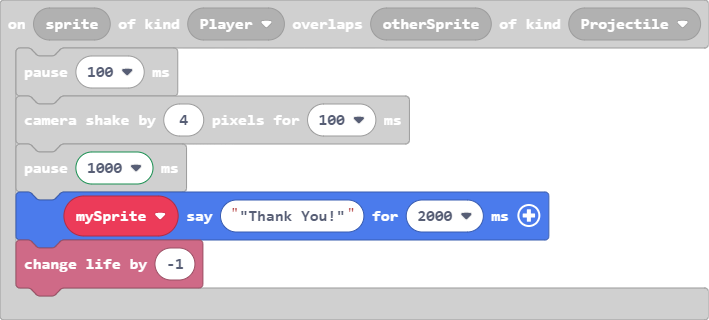 on sprite of kind Player overlaps otherSprite of kind Projectile
pause 100 ms
camera shake by 4 pixels for 100 ms
pause 1000 ms
mySprite say ""Thank You!"" for 2000 ms
change life by -1